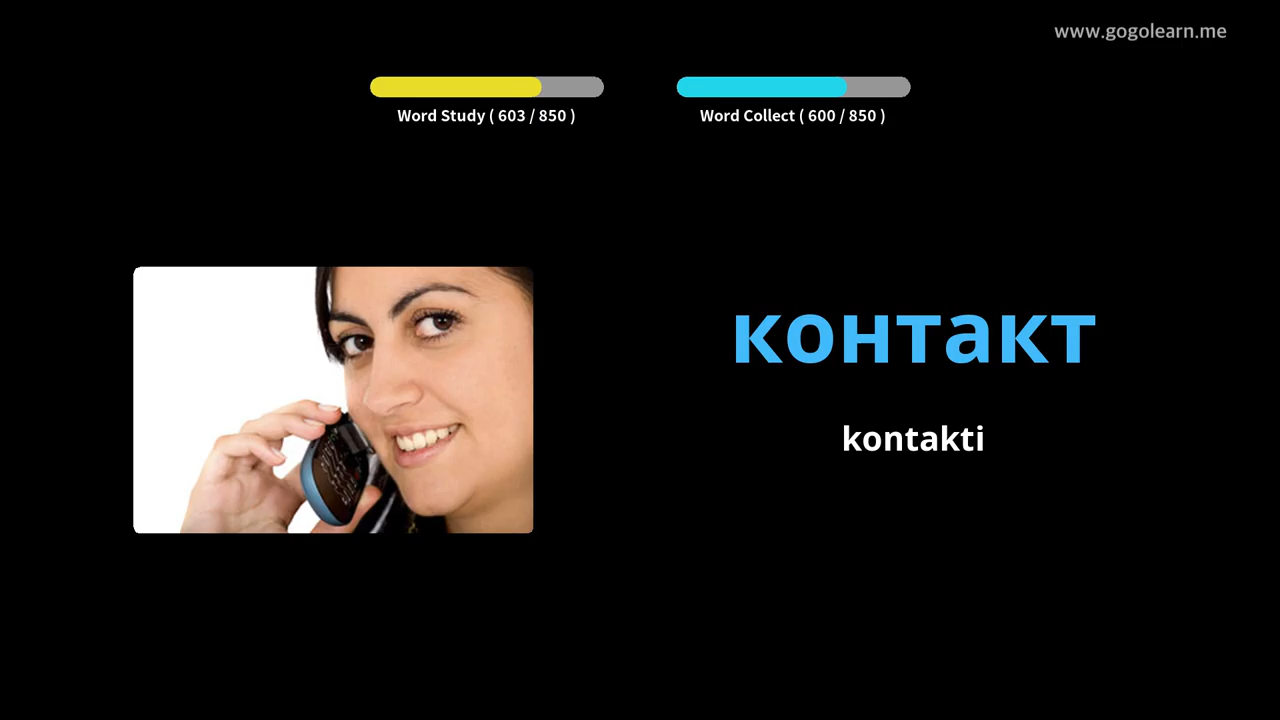 www.gogolearn.me
Word Study ( 603 / 850 )
Word Collect ( 600 / 850 )
контакт
kontakti